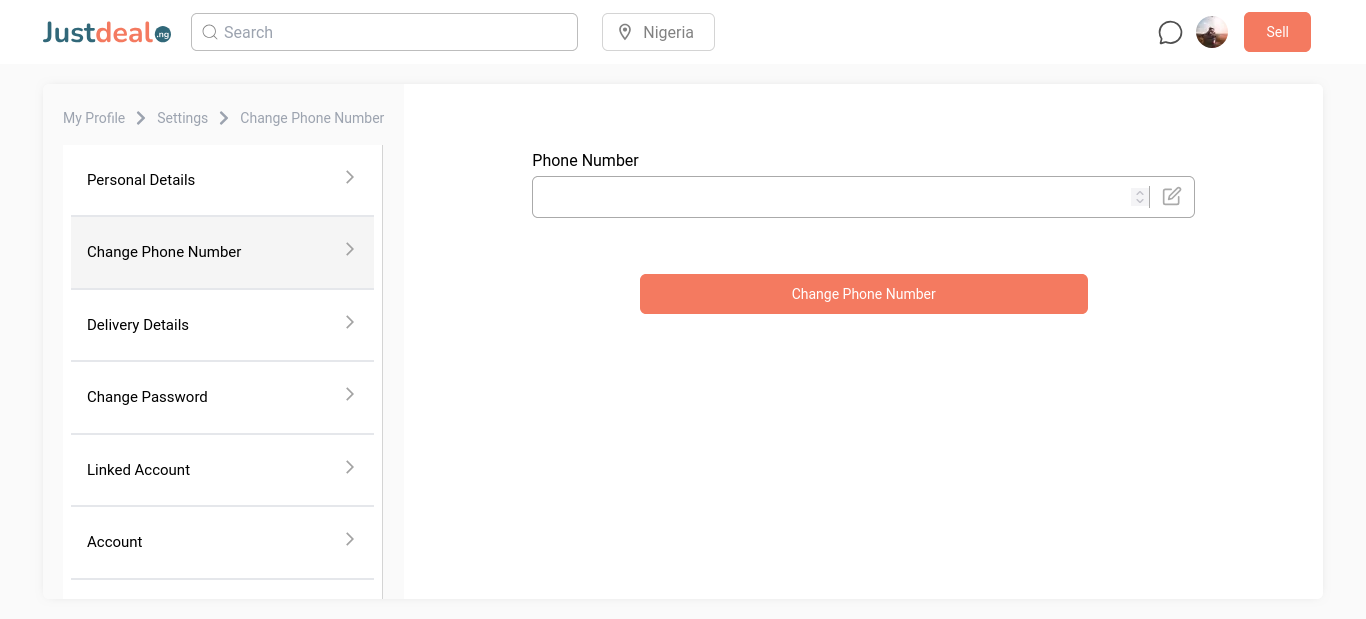 Justdeal.ng
Search
Nigeria
Sell
My Profile
Settings
Change Phone Number
Personal Details
Change Phone Number
Delivery Details
Change Password
Linked Account
Account
Phone Number
Change Phone Number